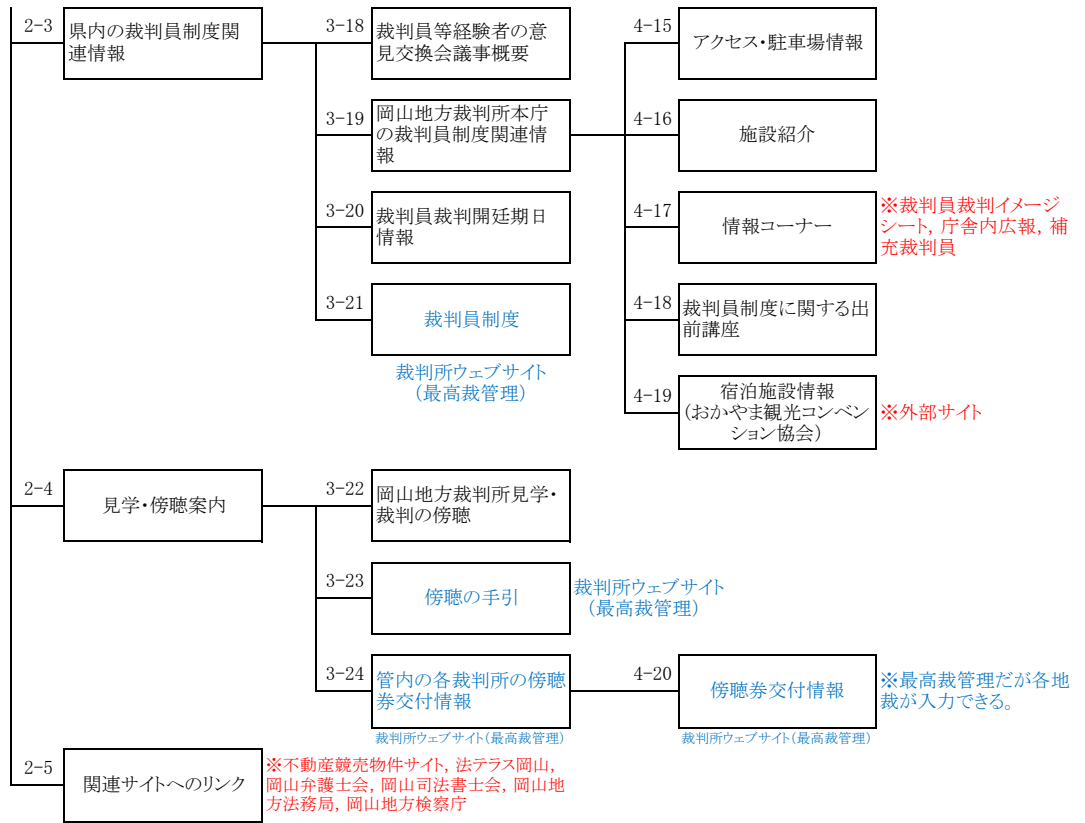 2-3
県内の裁判員制度関
連情報
3-18
裁判員等経験者の意
見交換会議事概要
4-15
アクセス・駐車場情報
3-19
岡山地方裁判所本庁
の裁判員制度関連情
報
4-16
施設紹介
3-20
裁判員裁判開廷期日
情報
4-17
情報コーナー
※裁判員裁判イメージ
シート, 庁舎内広報, 補
充裁判員
3-21
裁判員制度
裁判所ウェブサイト
(最高裁管理)
4-18
裁判員制度に関する出
前講座
4-19
宿泊施設情報
(おかやま観光コンベン
ション協会)
※外部サイト
2-4
見学・傍聴案内
3-22
岡山地方裁判所見学・
裁判の傍聴
3-23
傍聴の手引
裁判所ウェブサイト
(最高裁管理)
3-24
管内の各裁判所の傍聴
券交付情報
裁判所ウェブサイト(最高裁管理)
4-20
傍聴券交付情報
裁判所ウェブサイト(最高裁管理)
※最高裁管理だが各地
裁が入力できる。
2-5
関連サイトへのリンク
※不動産競売物件サイト, 法テラス岡山,
岡山弁護士会, 岡山司法書士会, 岡山地
方法務局, 岡山地方検察庁